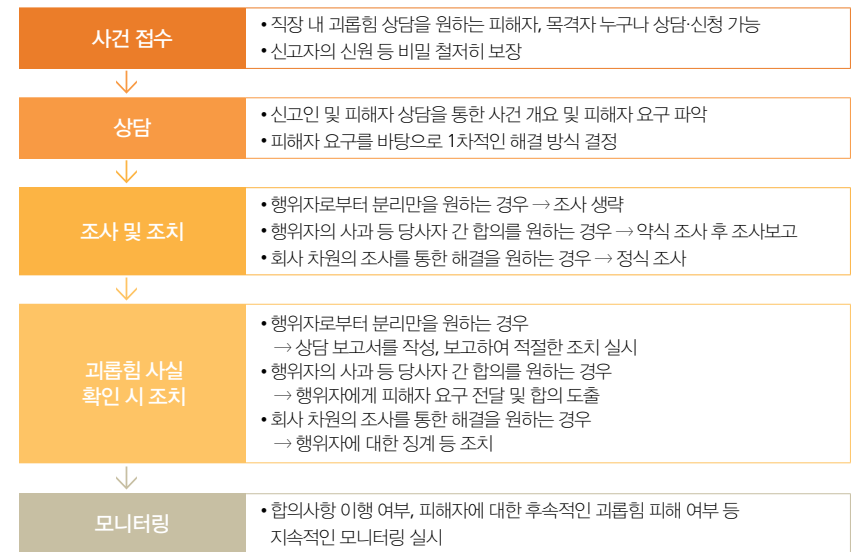 사건 접수
• 직장 내 괴롭힘 상담을 원하는 피해자, 목격자 누구나 상담·신청 가능
• 신고자의 신원 등 비밀 철저히 보장
상담
• 신고인 및 피해자 상담을 통한 사건 개요 및 피해자 요구 파악
• 피해자 요구를 바탕으로 1차적인 해결 방식 결정
조사 및 조치
• 행위자로부터 분리만을 원하는 경우 → 조사 생략
• 행위자의 사과 등 당사자 간 합의를 원하는 경우 → 약식 조사 후 조사보고
• 회사 차원의 조사를 통한 해결을 원하는 경우 → 정식 조사
괴롭힘 사실
확인 시 조치
• 행위자로부터 분리만을 원하는 경우
→ 상담 보고서를 작성, 보고하여 적절한 조치 실시
• 행위자의 사과 등 당사자 간 합의를 원하는 경우
→ 행위자에게 피해자 요구 전달 및 합의 도출
• 회사 차원의 조사를 통한 해결을 원하는 경우
→ 행위자에 대한 징계 등 조치
모니터링
• 합의사항 이행 여부, 피해자에 대한 후속적인 괴롭힘 피해 여부 등
지속적인 모니터링 실시